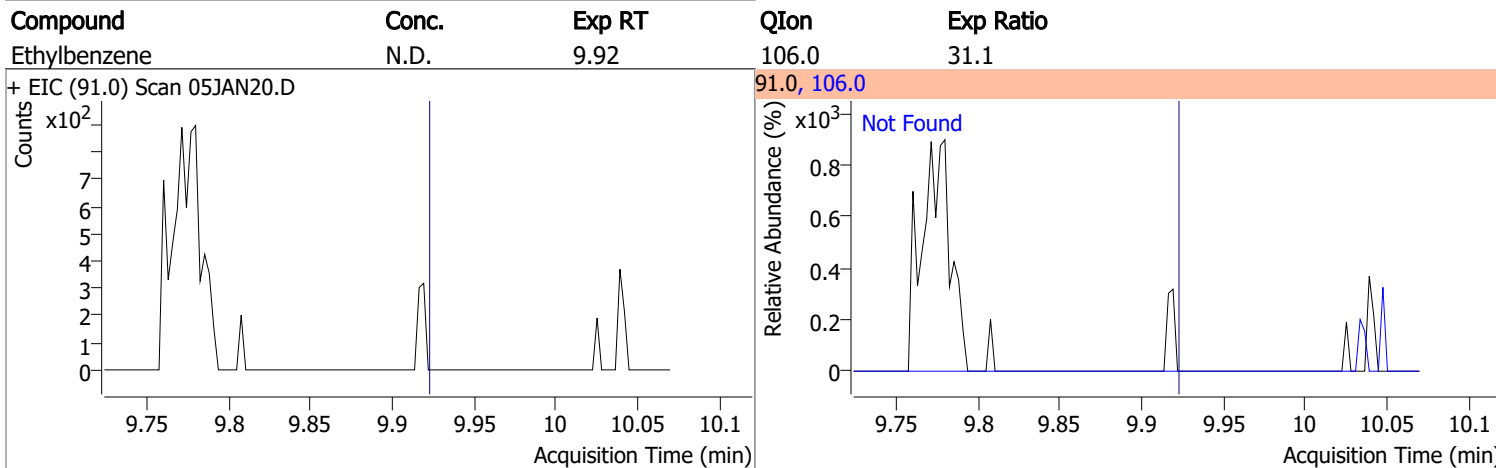 Compound Conc. Exp RT QIon Exp Ratio
Ethylbenzene N.D. 9.92 106.0 31.1
+ EIC (91.0) Scan 05JAN20.D
Counts
x10²
7
6
5
4
3
2
1
0
9.75 9.8 9.85 9.9 9.95 10 10.05 10.1
Acquisition Time (min)
91.0, 106.0
Relative Abundance (%)
x10³
Not Found
0.8
0.6
0.4
0.2
0
9.75 9.8 9.85 9.9 9.95 10 10.05 10.1
Acquisition Time (min)